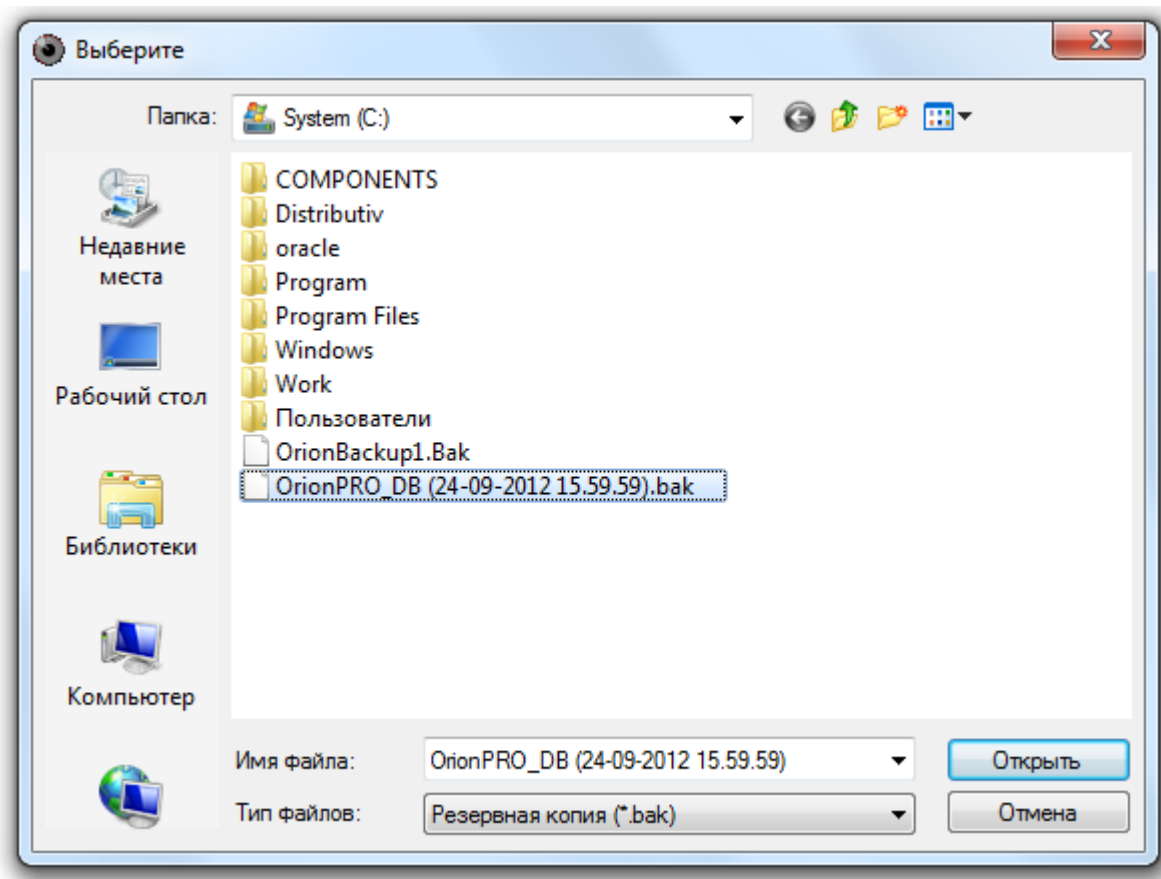 Выберите
Папка: System (C:)
COMPONENTS
Distributiv
oracle
Program
Program Files
Windows
Work
Пользователи
OrionBackup1.Bak
OrionPRO_DB (24-09-2012 15.59.59).bak
Недавние
места
Рабочий стол
Библиотеки
Компьютер
Имя файла: OrionPRO_DB (24-09-2012 15.59.59) Открыть
Тип файлов: Резервная копия (*.bak) Отмена